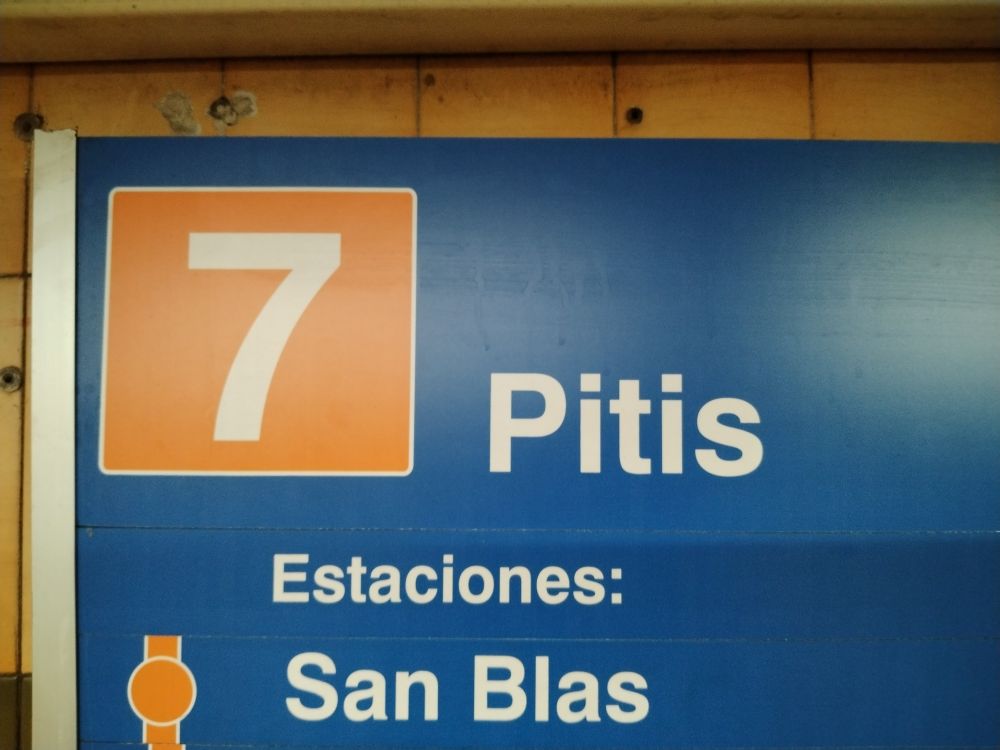 7
Pitis
Estaciones:
San Blas